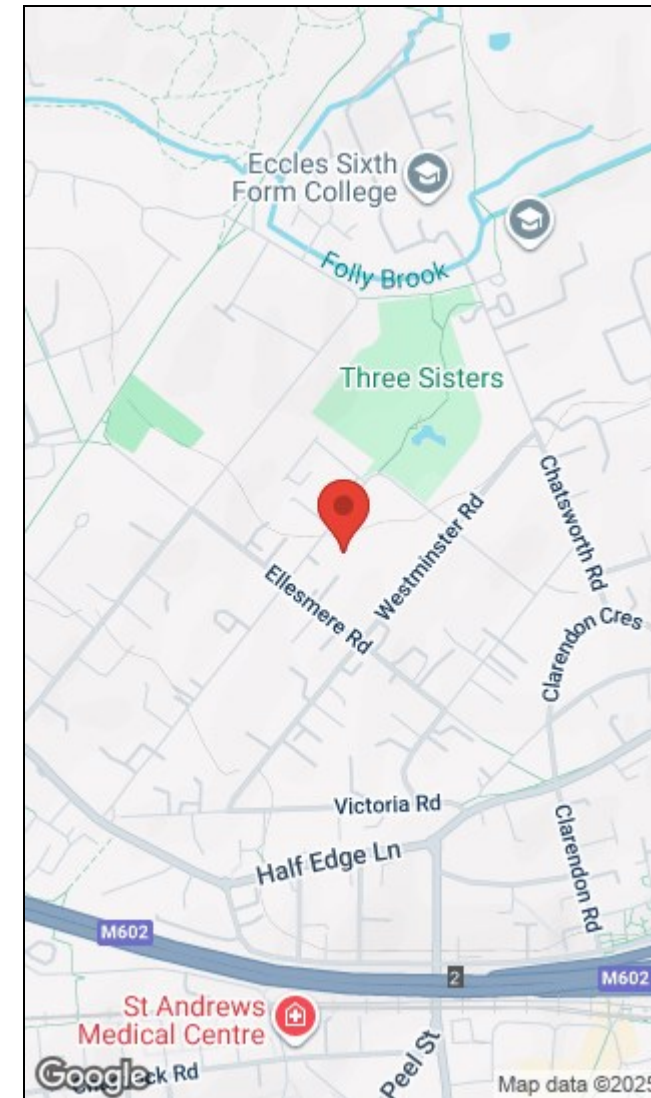 Eccles Sixth
Form College
Folly Brook
Three Sisters
Chatsworth Rd
Westminster Rd
Ellesmere Rd
Clarendon Cres
Victoria Rd
Clarendon Rd
Half Edge Ln
M602
2
M602
St Andrews
Medical Centre
Peel St
Google
Rd
Map data ©2025